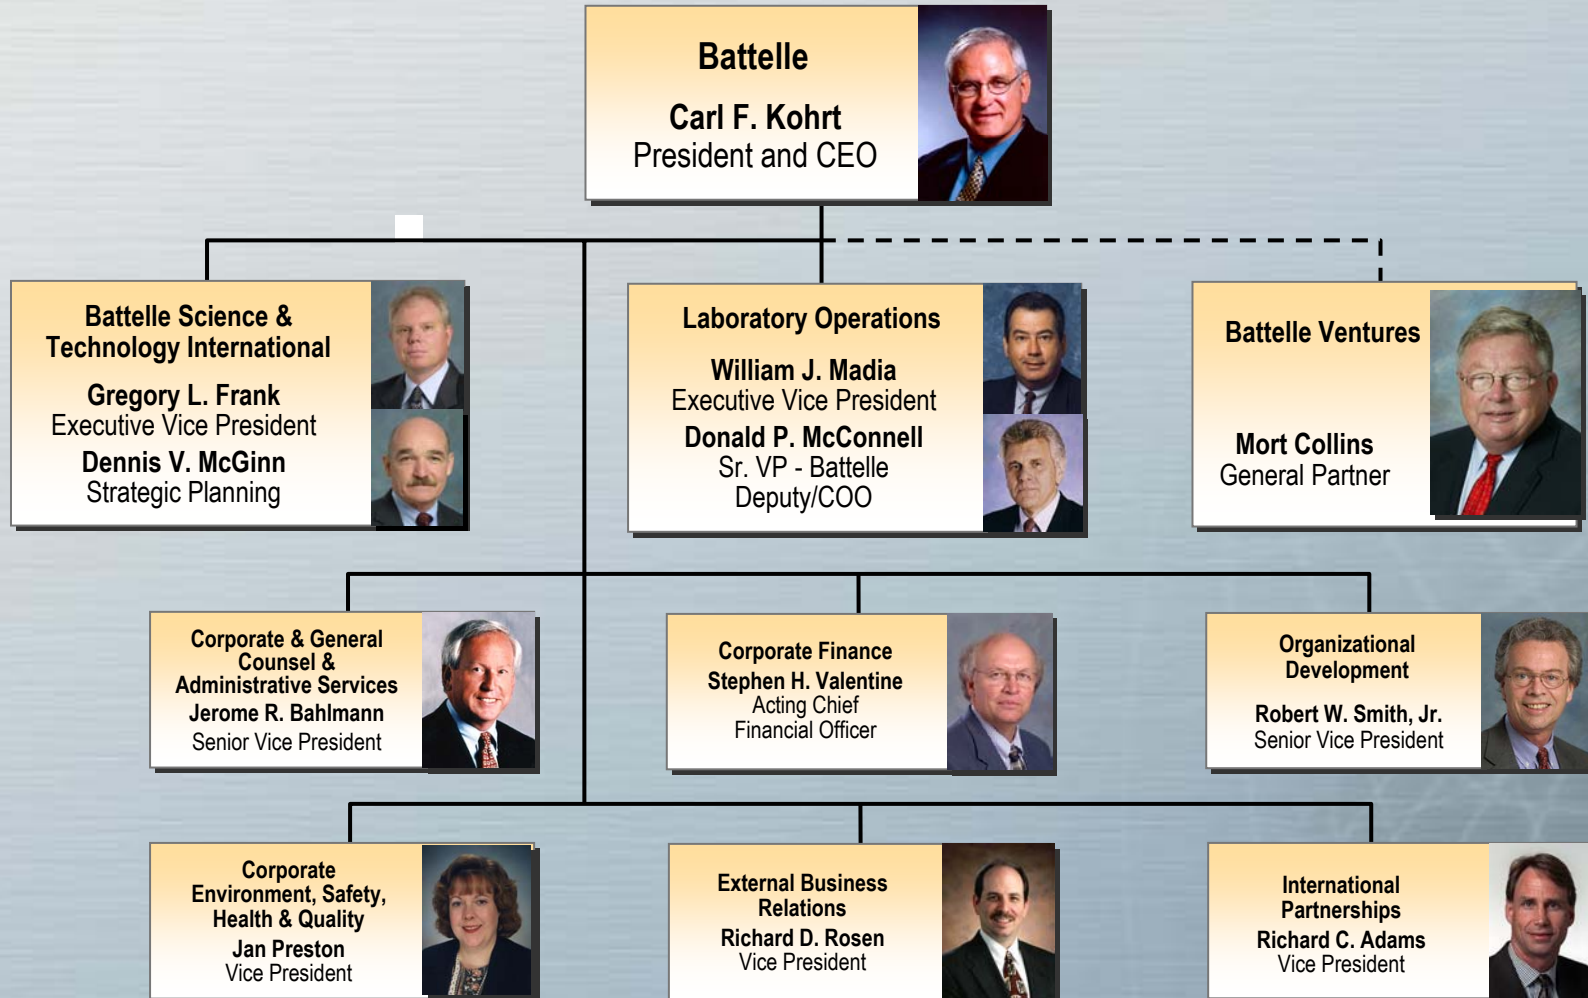 Battelle
Carl F. Kohrt
President and CEO
Battelle Science &
Technology International
Gregory L. Frank
Executive Vice President
Dennis V. McGinn
Strategic Planning
Laboratory Operations
William J. Madia
Executive Vice President
Donald P. McConnell
Sr. VP - Battelle
Deputy/COO
Battelle Ventures
Mort Collins
General Partner
Corporate & General
Counsel &
Administrative Services
Jerome R. Bahlmann
Senior Vice President
Corporate Finance
Stephen H. Valentine
Acting Chief
Financial Officer
Organizational
Development
Robert W. Smith, Jr.
Senior Vice President
Corporate
Environment, Safety,
Health & Quality
Jan Preston
Vice President
External Business
Relations
Richard D. Rosen
Vice President
International
Partnerships
Richard C. Adams
Vice President